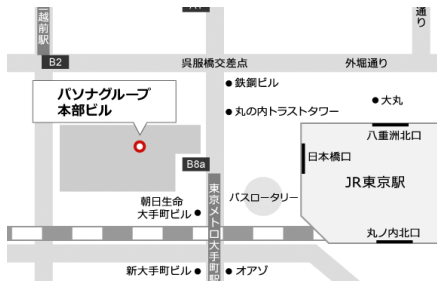 越前駅
通り
B2
呉服橋交差点
外堀通り
鉄鋼ビル
パソナグループ
本部ビル
大丸
丸の内トラストタワー
八重洲北口
日本橋口
B8a
JR東京駅
東京メトロ大手町駅
バスロータリー
朝日生命
大手町ビル
丸ノ内北口
新大手町ビル
オアゾ